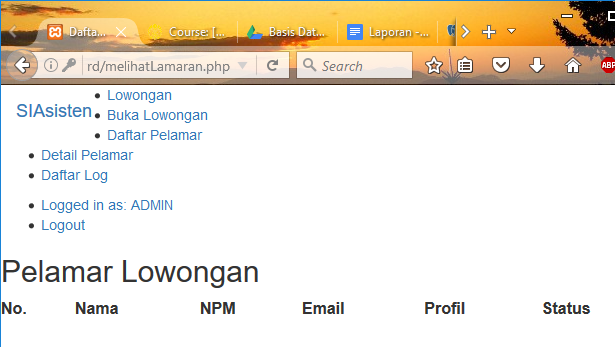 Dafta...
Course: [...
Basis Dat...
Laporan -...
rd/melihatLamaran.php
Search
ABP
SIAsisten
Lowongan
Buka Lowongan
Daftar Pelamar
Detail Pelamar
Daftar Log
Logged in as: ADMIN
Logout
Pelamar Lowongan
No. Nama NPM Email Profil Status